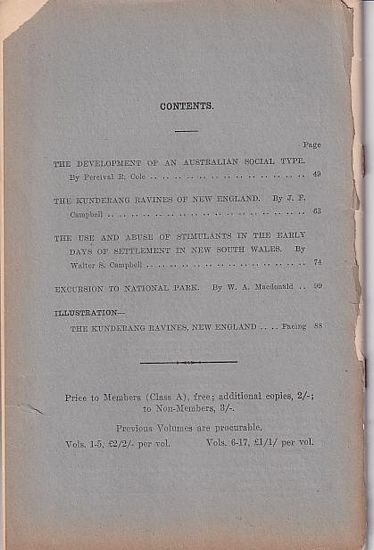 CONTENTS.
Page
THE DEVELOPMENT OF AN AUSTRALIAN SOCIAL TYPE.
By Percival R. Cole .. .. .. .. .. .. .. .. .. .. .. .. 49
THE KUNDERANG RAVINES OF NEW ENGLAND. By J. F.
Campbell .. .. .. .. .. .. .. .. .. .. .. .. .. .. .. 63
THE USE AND ABUSE OF STIMULANTS IN THE EARLY
DAYS OF SETTLEMENT IN NEW SOUTH WALES. By
Walter S. Campbell .. .. .. .. .. .. .. .. .. .. .. .. 74
EXCURSION TO NATIONAL PARK. By W. A. Macdonald .. 99
ILLUSTRATION—
THE KUNDERANG RAVINES, NEW ENGLAND .. .. Facing 88
Price to Members (Class A), free; additional copies, 2/-;
to Non-Members, 3/-.
Previous Volumes are procurable.
Vols. 1-5, £2/2/- per vol. Vols. 6-17, £1/1/ per vol.